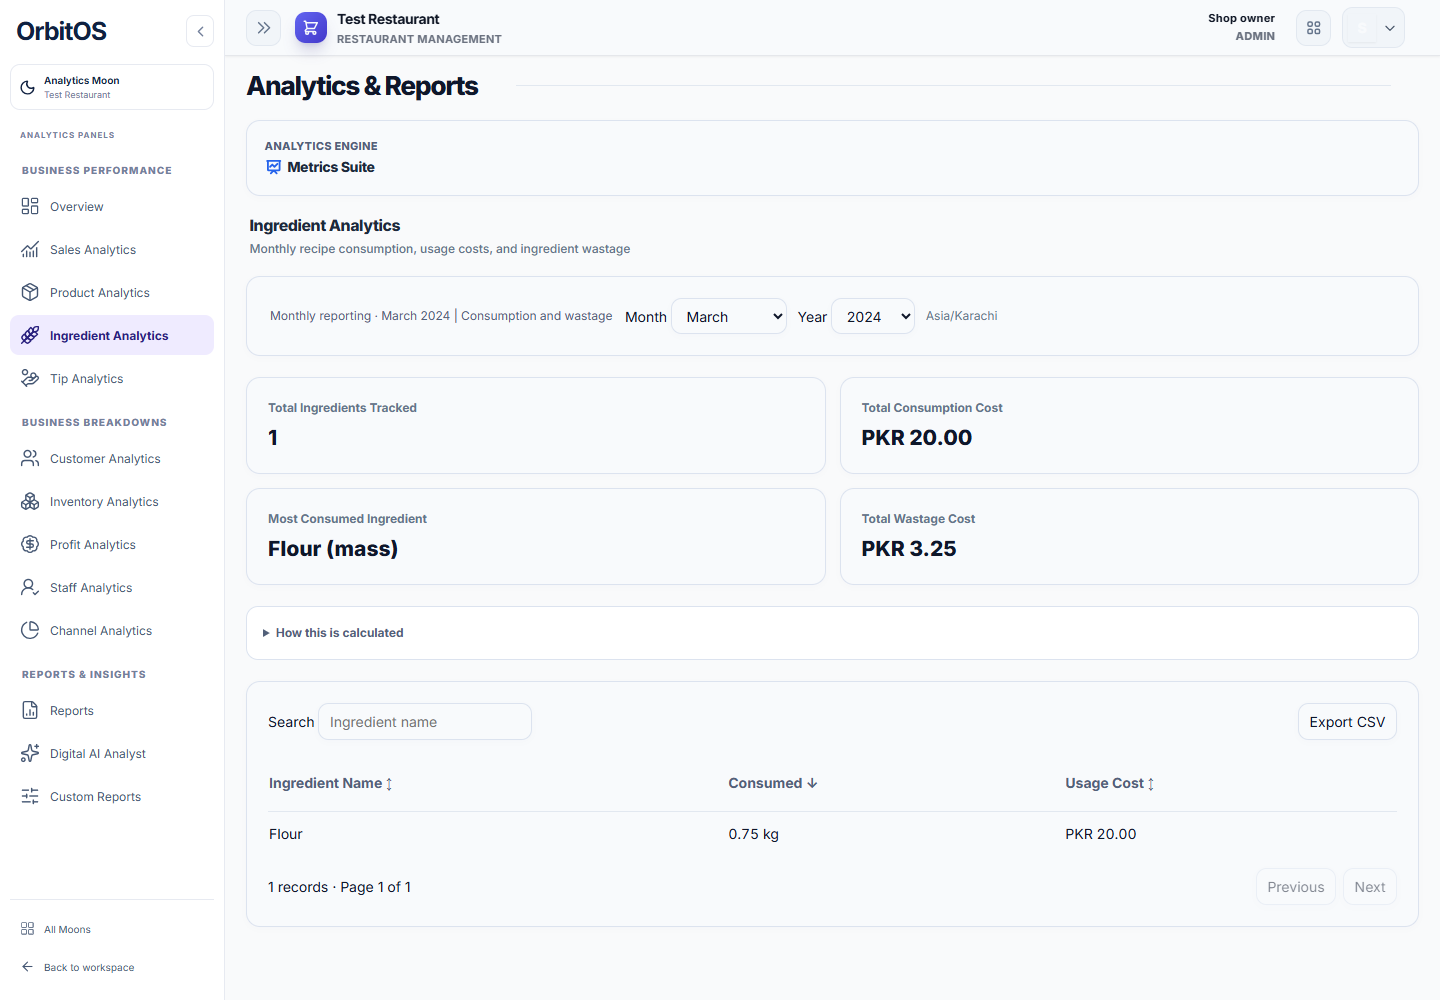 OrbitOS
Analytics Moon
Test Restaurant
ANALYTICS PANELS
BUSINESS PERFORMANCE
Overview
Sales Analytics
Product Analytics
Ingredient Analytics
Tip Analytics
BUSINESS BREAKDOWNS
Customer Analytics
Inventory Analytics
Profit Analytics
Staff Analytics
Channel Analytics
REPORTS & INSIGHTS
Reports
Digital AI Analyst
Custom Reports
All Moons
Back to workspace
Test Restaurant
RESTAURANT MANAGEMENT
Shop owner
ADMIN
Analytics & Reports
ANALYTICS ENGINE
Metrics Suite
Ingredient Analytics
Monthly recipe consumption, usage costs, and ingredient wastage
Monthly reporting · March 2024 | Consumption and wastage Month March Year 2024 Asia/Karachi
Total Ingredients Tracked
1
Total Consumption Cost
PKR 20.00
Most Consumed Ingredient
Flour (mass)
Total Wastage Cost
PKR 3.25
How this is calculated
Search Ingredient name Export CSV
Ingredient Name ↕ Consumed ↓ Usage Cost ↕
Flour 0.75 kg PKR 20.00
1 records · Page 1 of 1 Previous Next